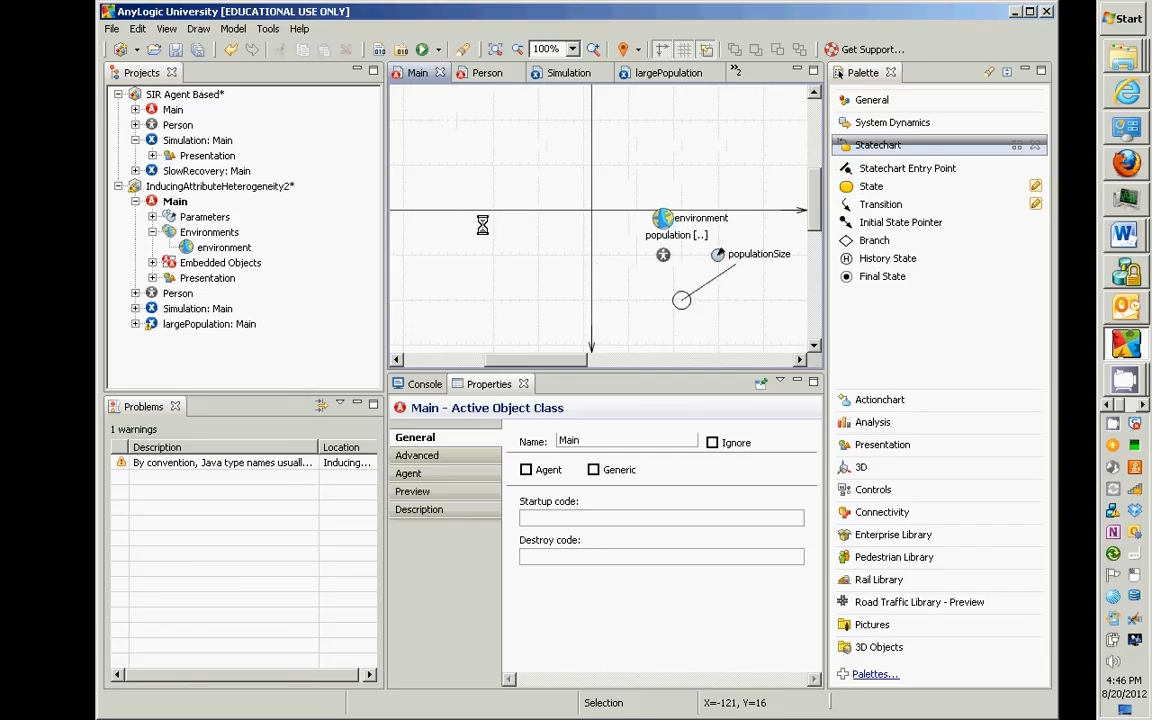 AnyLogic University [EDUCATIONAL USE ONLY]
File Edit View Draw Model Tools Help
100% Get Support...
Projects
SIR Agent Based*
Main
Person
Simulation: Main
Presentation
SlowRecovery: Main
InducingAttributeHeterogeneity2*
Main
Parameters
Environments
environment
Embedded Objects
Presentation
Person
Simulation: Main
largePopulation: Main
Problems
1 warnings
Description Location
By convention, Java type names usuall... Inducing...
Main Person Simulation largePopulation »2
environment
population [..]
populationSize
Console Properties
Main - Active Object Class
General
Advanced
Agent
Preview
Description
Name: Main Ignore
Agent Generic
Startup code:
Destroy code:
Palette
General
System Dynamics
Statechart
Statechart Entry Point
State
Transition
Initial State Pointer
Branch
History State
Final State
Actionchart
Analysis
Presentation
3D
Controls
Connectivity
Enterprise Library
Pedestrian Library
Rail Library
Road Traffic Library - Preview
Pictures
3D Objects
Palettes...
Selection X=-121, Y=16
Start
4:46 PM
8/20/2012